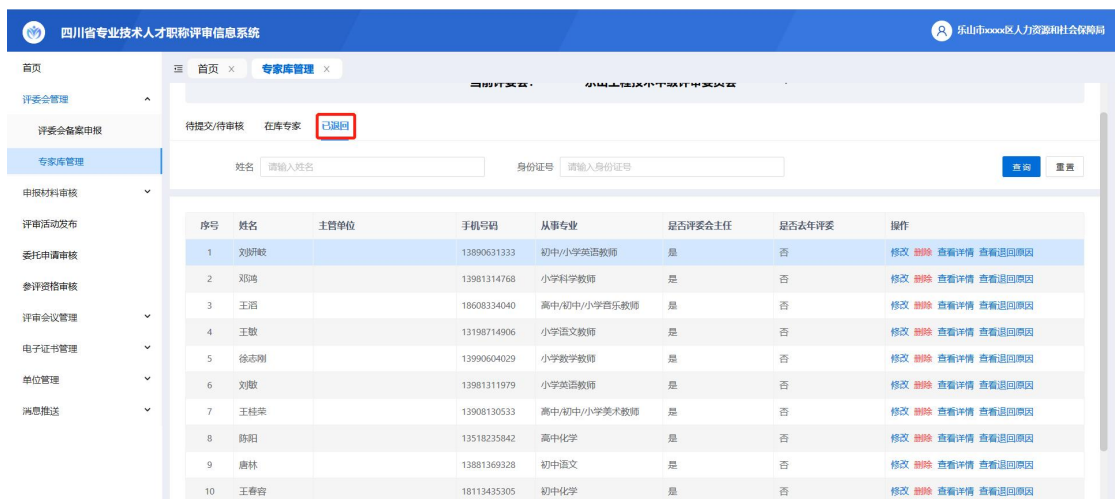 四川省专业技术人才职称评审信息系统
乐山市xxxx区人力资源和社会保障局
首页
首页 × 专家库管理 ×
评委会管理
当前评委会： 乐山工程技术中级评审委员会
评委会备案申报
待提交/待审核 在库专家 已退回
专家库管理
姓名 请输入姓名 身份证号 请输入身份证号 查询 重置
申报材料审核
评审活动发布
委托申请审核
参评资格审核
评审会议管理
电子证书管理
单位管理
消息推送
序号 姓名 主管单位 手机号码 从事专业 是否评委会主任 是否去年评委 操作
1 刘妍岐 13890631333 初中/小学英语教师 是 否 修改 删除 查看详情 查看退回原因
2 邓鸿 13981314768 小学科学教师 是 否 修改 删除 查看详情 查看退回原因
3 王滔 18608334040 高中/初中/小学音乐教师 是 否 修改 删除 查看详情 查看退回原因
4 王敏 13198714906 小学语文教师 是 否 修改 删除 查看详情 查看退回原因
5 徐志刚 13990604029 小学数学教师 是 否 修改 删除 查看详情 查看退回原因
6 刘敏 13981311979 小学英语教师 是 否 修改 删除 查看详情 查看退回原因
7 王桂荣 13908130533 高中/初中/小学美术教师 是 否 修改 删除 查看详情 查看退回原因
8 陈阳 13518235842 高中化学 是 否 修改 删除 查看详情 查看退回原因
9 唐林 13881369328 初中语文 是 否 修改 删除 查看详情 查看退回原因
10 王春容 18113435305 初中化学 是 否 修改 删除 查看详情 查看退回原因